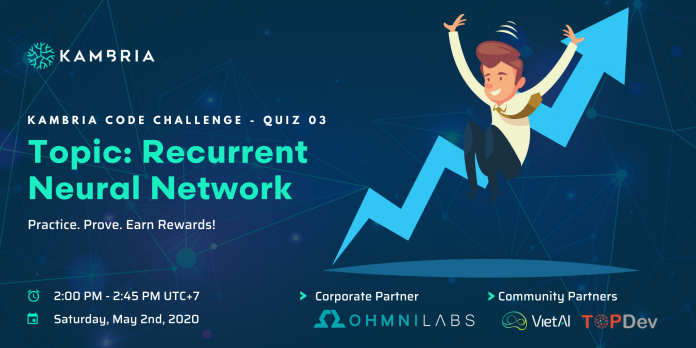 KAMBRIA
KAMBRIA CODE CHALLENGE - QUIZ 03
Topic: Recurrent
Neural Network
Practice. Prove. Earn Rewards!
2:00 PM - 2:45 PM UTC+7
Saturday, May 2nd, 2020
Corporate Partner
OHMNILABS
Community Partners
VietAI
TOPDev